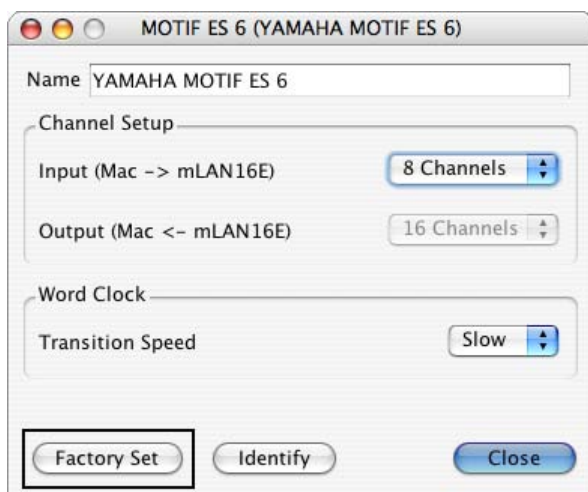 MOTIF ES 6 (YAMAHA MOTIF ES 6)
Name YAMAHA MOTIF ES 6
Channel Setup
Input (Mac -> mLAN16E) 8 Channels
Output (Mac <- mLAN16E) 16 Channels
Word Clock
Transition Speed Slow
Factory Set Identify Close